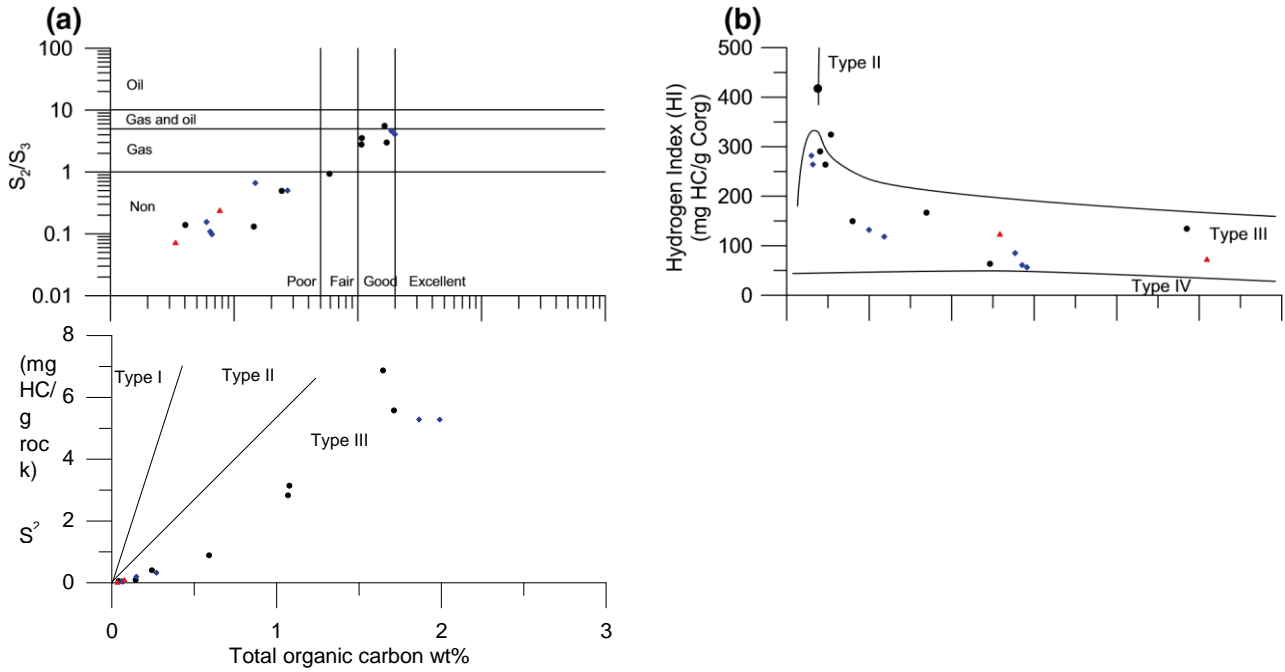 (a)
100
10
1
0.1
0.01
S₂/S₃
Oil
Gas and oil
Gas
Non
Poor
Fair
Good
Excellent
(b)
500
400
300
200
100
0
Hydrogen Index (HI)
(mg HC/g Corg)
Type II
Type III
Type IV
8
6
4
2
0
(mg
HC/
g
roc
k)
S²
Type I
Type II
Type III
0
1
2
3
Total organic carbon wt%